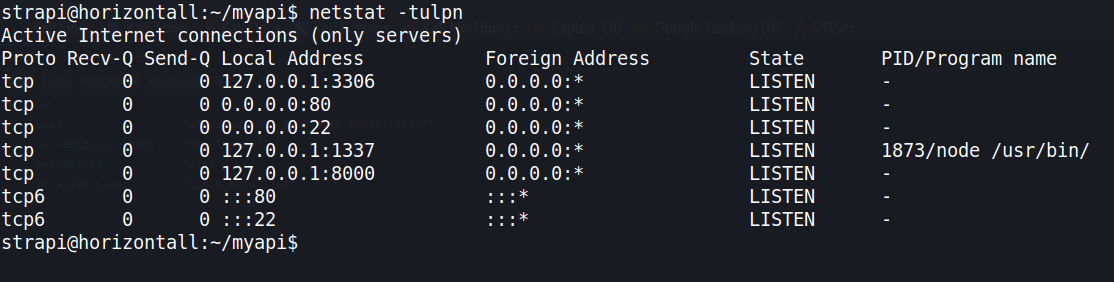 strapi@horizontall:~/myapi$ netstat -tulpn
Active Internet connections (only servers)
Proto Recv-Q Send-Q Local Address           Foreign Address         State       PID/Program name
tcp        0      0 127.0.0.1:3306          0.0.0.0:*               LISTEN      -
tcp        0      0 0.0.0.0:80              0.0.0.0:*               LISTEN      -
tcp        0      0 0.0.0.0:22              0.0.0.0:*               LISTEN      -
tcp        0      0 127.0.0.1:1337          0.0.0.0:*               LISTEN      1873/node /usr/bin/
tcp        0      0 127.0.0.1:8000          0.0.0.0:*               LISTEN      -
tcp6       0      0 :::80                   :::*                    LISTEN      -
tcp6       0      0 :::22                   :::*                    LISTEN      -
strapi@horizontall:~/myapi$